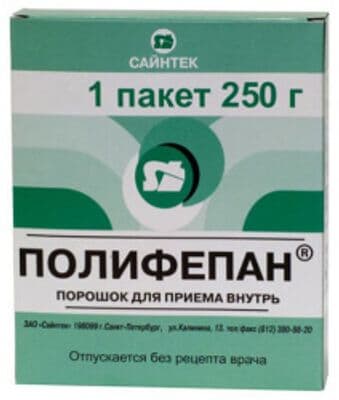 САЙНТЕК
1 пакет 250 г
ПОЛИФЕПАН®
ПОРОШОК ДЛЯ ПРИЕМА ВНУТРЬ
ЗАО «Сайнтек» 198099 г.Санкт-Петербург, ул.Калинина, 13. тел факс (812) 380-88-20
Отпускается без рецепта врача